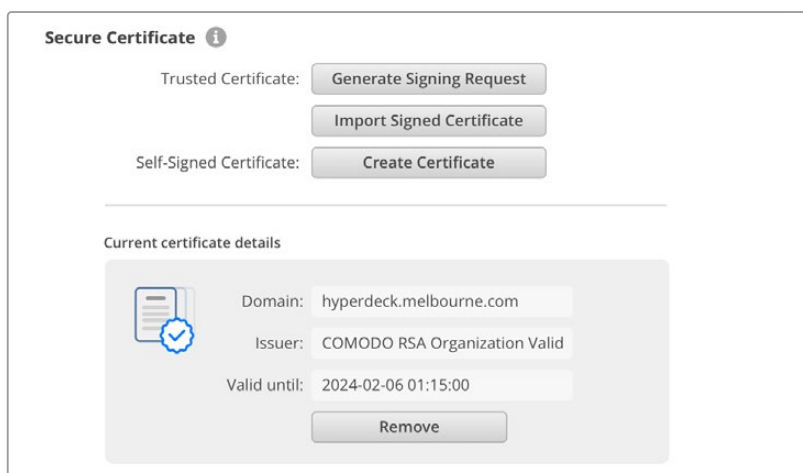 Secure Certificate
Trusted Certificate: Generate Signing Request
Import Signed Certificate
Self-Signed Certificate: Create Certificate
Current certificate details
Domain: hyperdeck.melbourne.com
Issuer: COMODO RSA Organization Valid
Valid until: 2024-02-06 01:15:00
Remove